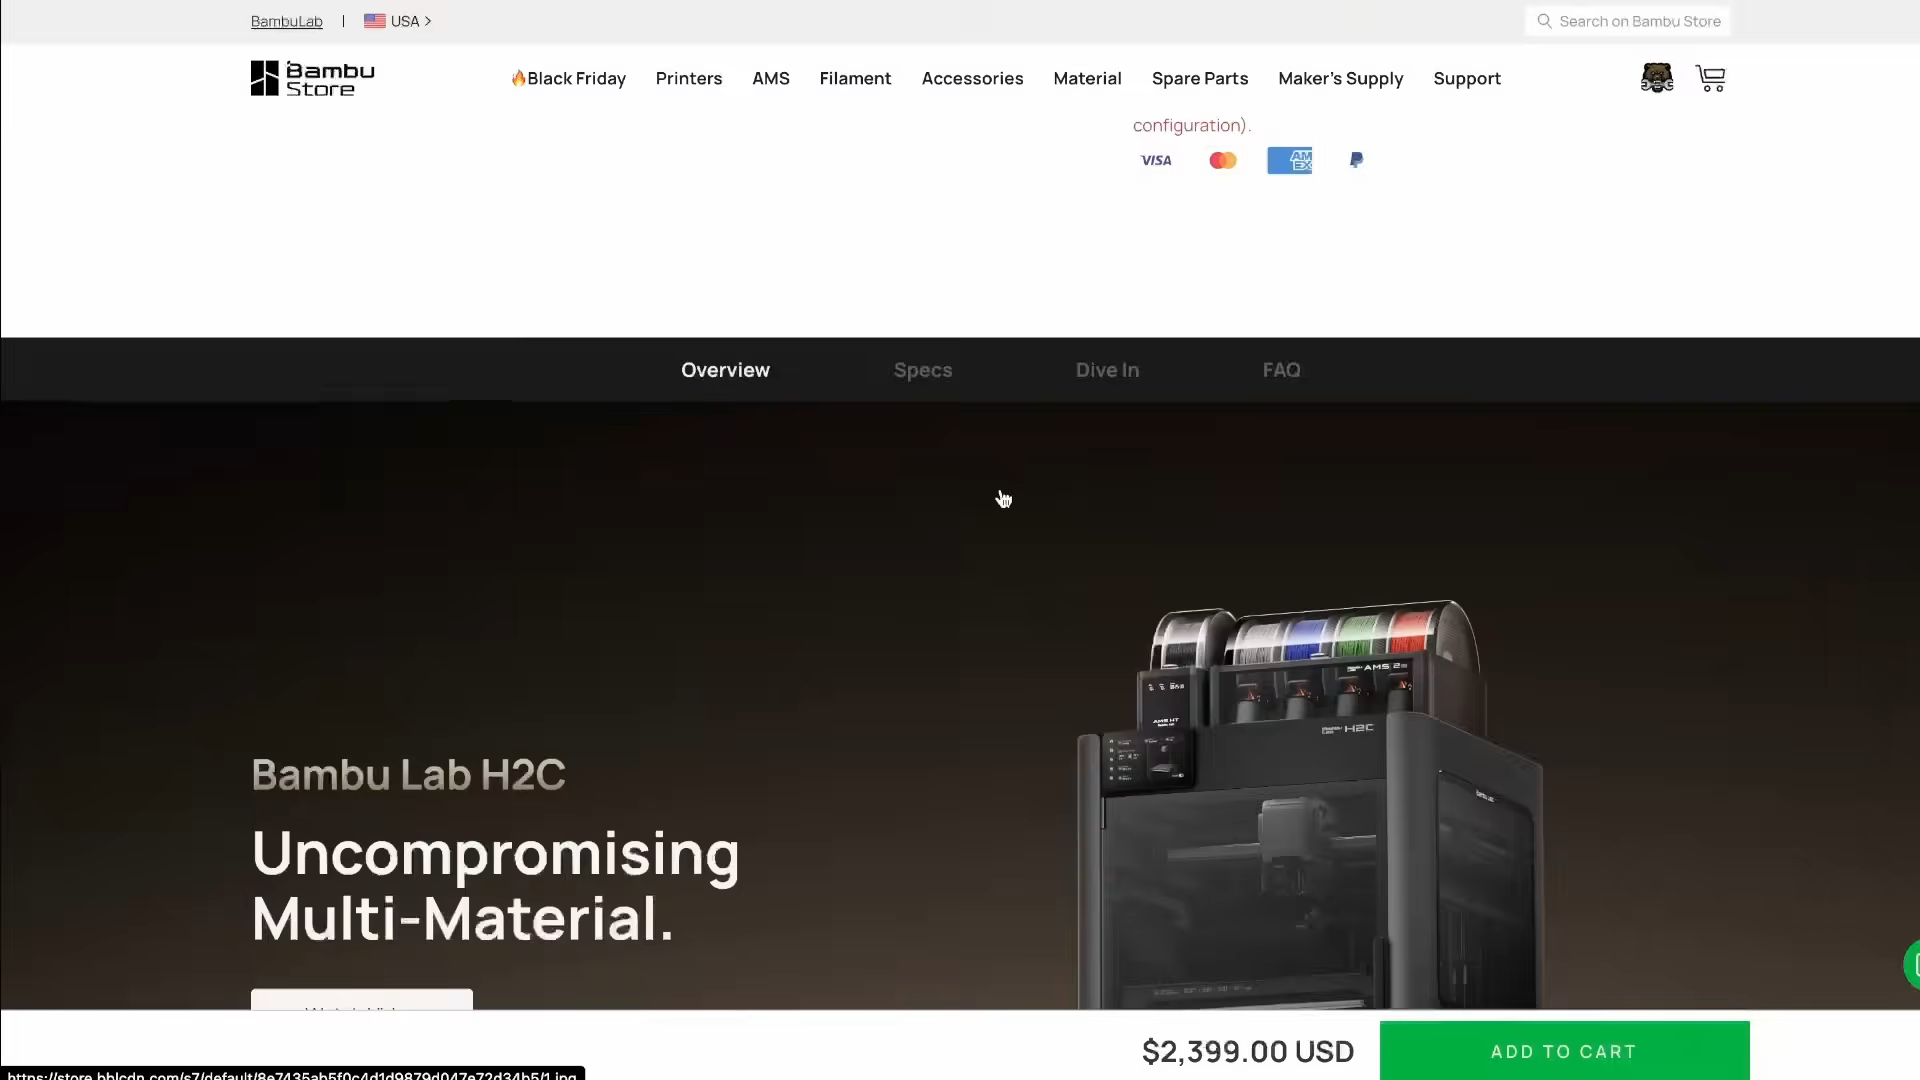 BambuLab | USA >
Search on Bambu Store
Bambu Store
🔥Black Friday Printers AMS Filament Accessories Material Spare Parts Maker's Supply Support
configuration).
VISA AM EX
Overview Specs Dive In FAQ
AMS 2
AMS HT
H2C
Bambu Lab H2C
Uncompromising
Multi-Material.
$2,399.00 USD ADD TO CART